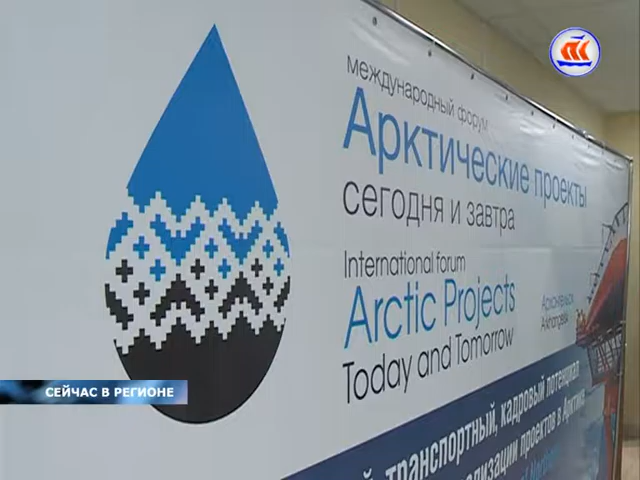 международный форум
Арктические проекты
сегодня и завтра
International forum
Arctic Projects
Today and Tomorrow
Архангельск
Arkhangelsk
транспортный, кадровый потенциал
проектов в Арктике
СЕЙЧАС В РЕГИОНЕ